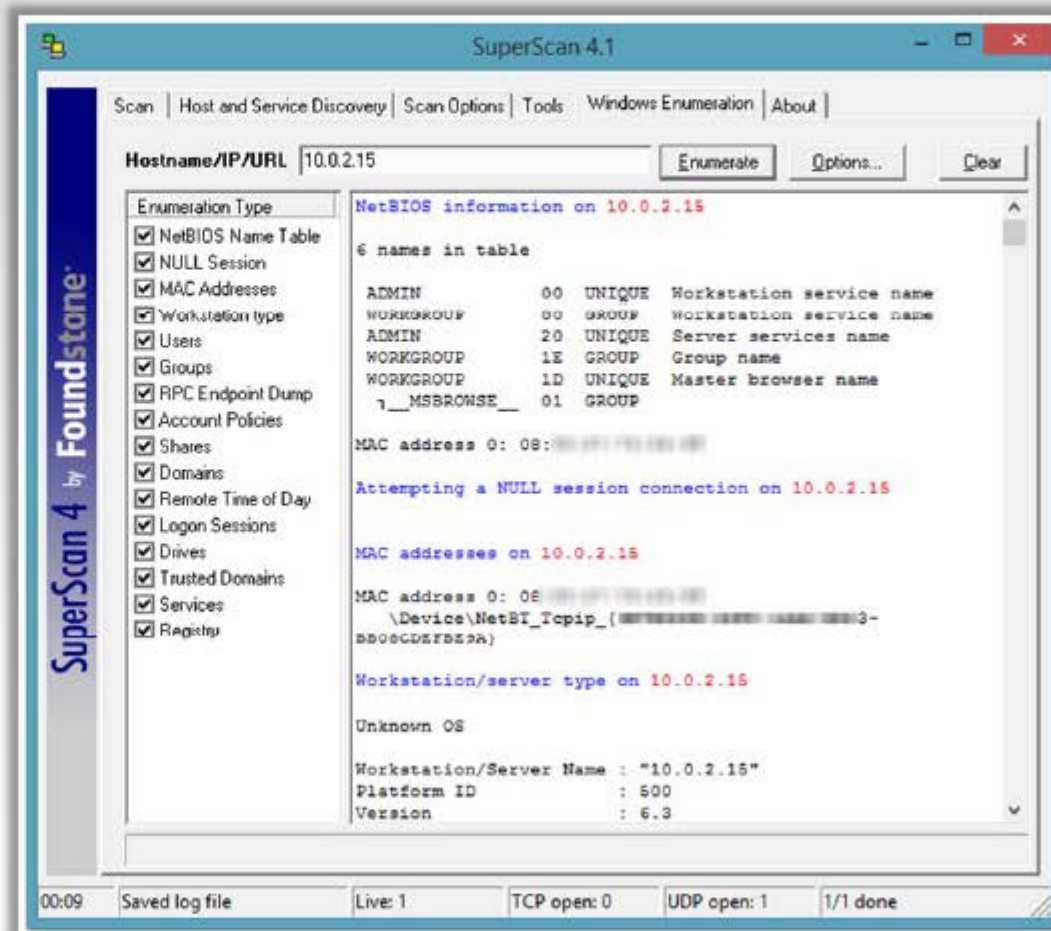 SuperScan 4.1
Scan Host and Service Discovery Scan Options Tools Windows Enumeration About
Hostname/IP/URL 10.0.2.15 Enumerate Options... Clear
SuperScan 4 by Foundstone
Enumeration Type
NetBIOS Name Table
NULL Session
MAC Addresses
Workstation type
Users
Groups
RPC Endpoint Dump
Account Policies
Shares
Domains
Remote Time of Day
Logon Sessions
Drives
Trusted Domains
Services
Registry
NetBIOS information on 10.0.2.15
6 names in table
ADMIN 00 UNIQUE Workstation service name
WORKGROUP 00 GROUP Workstation service name
ADMIN 20 UNIQUE Server services name
WORKGROUP 1E GROUP Group name
WORKGROUP 1D UNIQUE Master browser name
__MSBROWSE__ 01 GROUP
MAC address 0: 08:
Attempting a NULL session connection on 10.0.2.15
MAC addresses on 10.0.2.15
MAC address 0: 08
\Device\NetBT_Tcpip_{ 3-
Workstation/server type on 10.0.2.15
Unknown OS
Workstation/Server Name : "10.0.2.15"
Platform ID : 500
Version : 6.3
00:09 Saved log file Live: 1 TCP open: 0 UDP open: 1 1/1 done